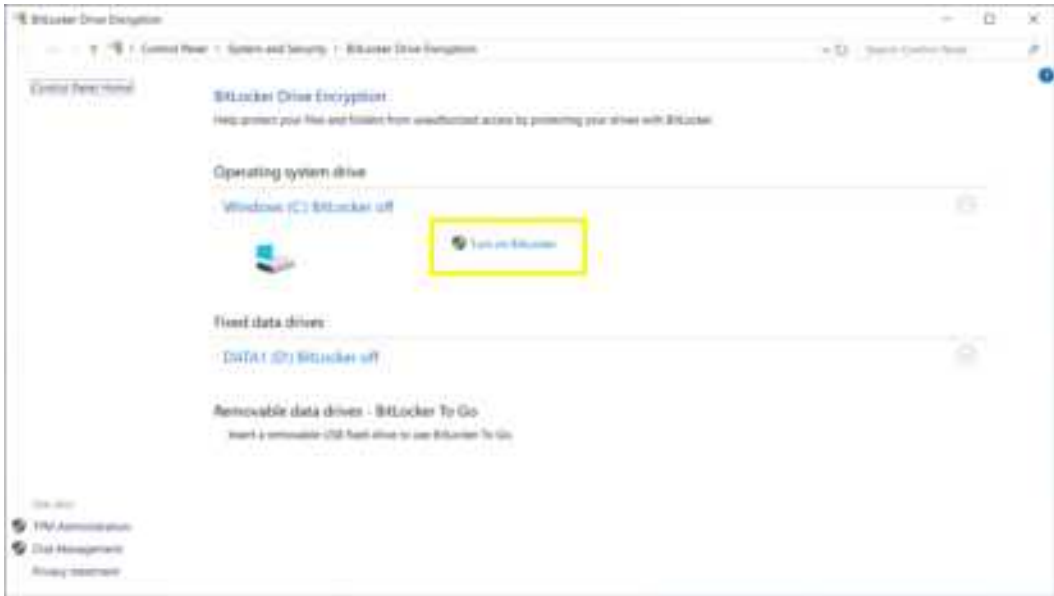 BitLocker Drive Encryption
Control Panel > System and Security > BitLocker Drive Encryption
Search Control Panel
Control Panel Home
BitLocker Drive Encryption
Help protect your files and folders from unauthorized access by protecting your drives with BitLocker.
Operating system drive
Windows (C:) BitLocker off
Turn on BitLocker
Fixed data drives
DATA1 (D:) BitLocker off
Removable data drives - BitLocker To Go
Insert a removable USB flash drive to use BitLocker To Go.
See also
TPM Administration
Disk Management
Privacy statement